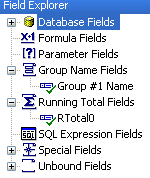 Field Explorer
Database Fields
Formula Fields
Parameter Fields
Group Name Fields
Group #1 Name
Running Total Fields
RTotal0
SQL Expression Fields
Special Fields
Unbound Fields